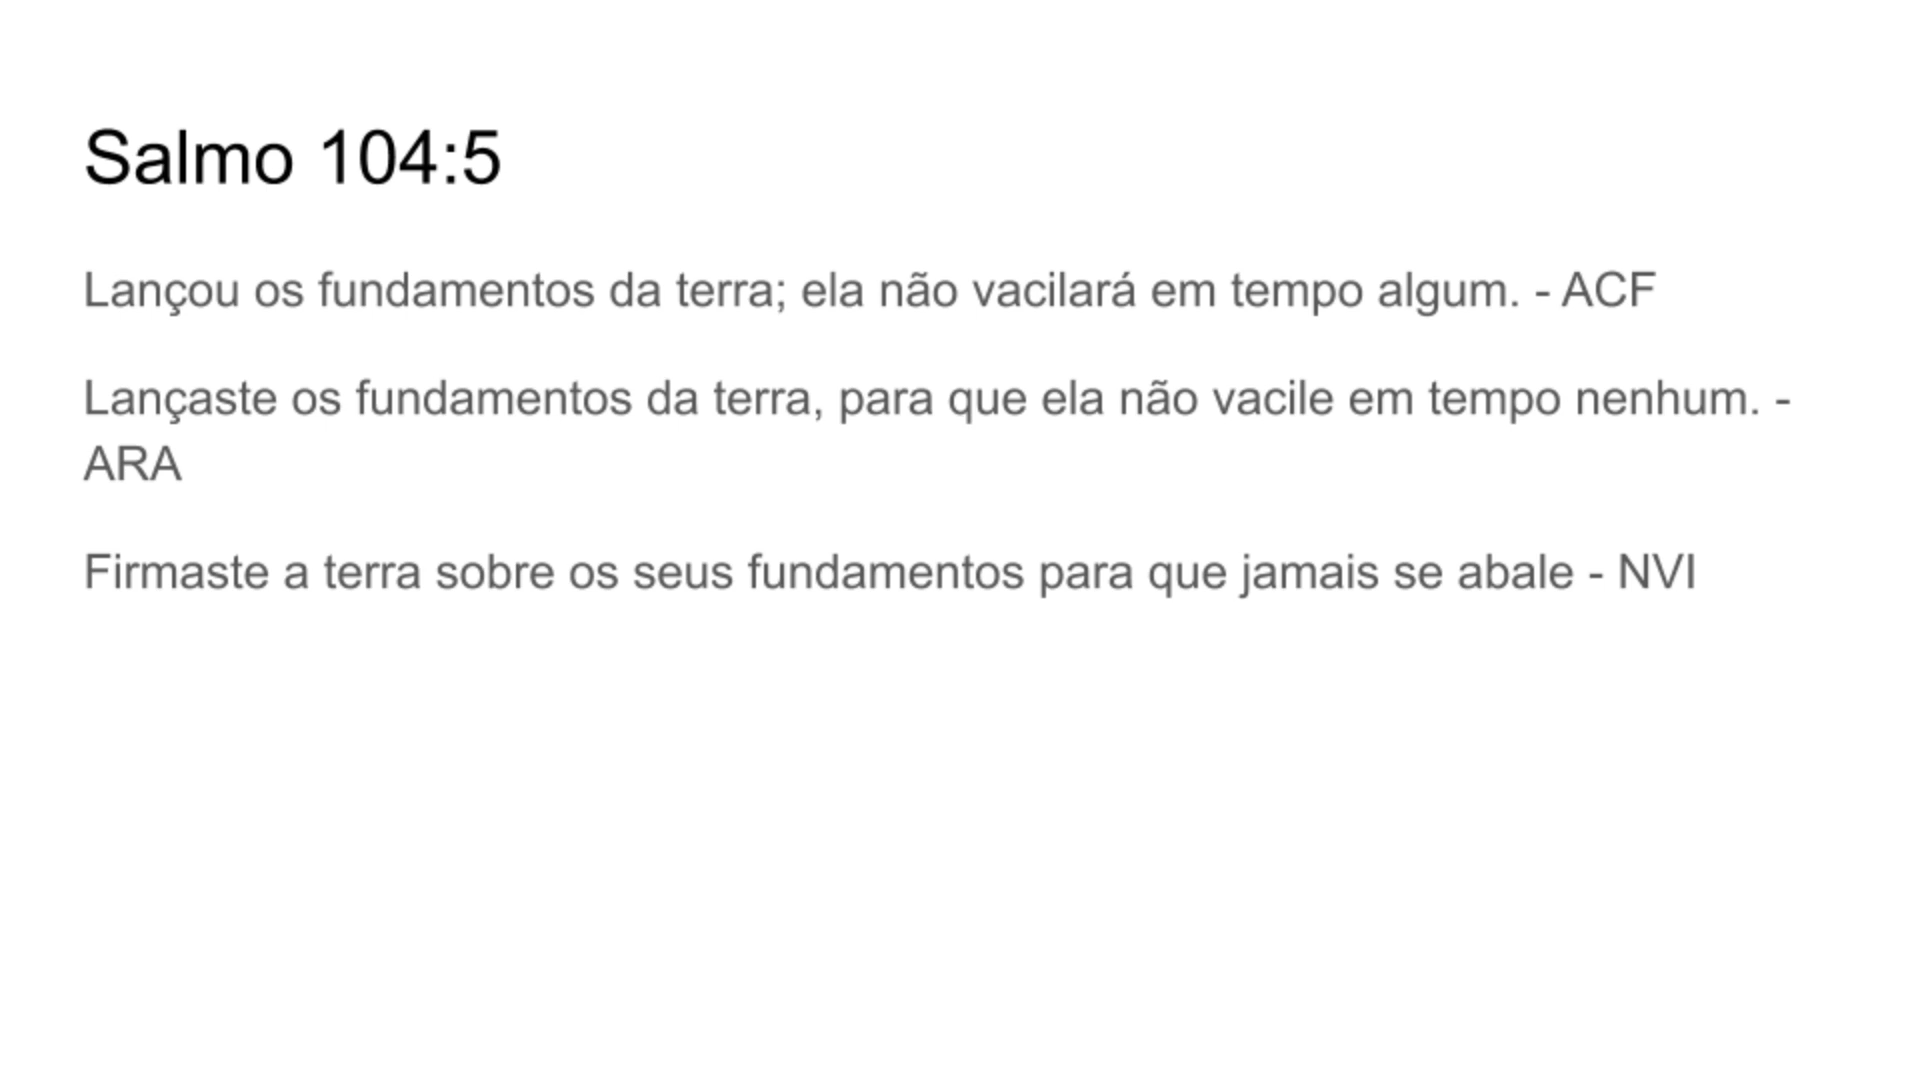 Salmo 104:5
Lançou os fundamentos da terra; ela não vacilará em tempo algum. - ACF
Lançaste os fundamentos da terra, para que ela não vacile em tempo nenhum. -
ARA
Firmaste a terra sobre os seus fundamentos para que jamais se abale - NVI